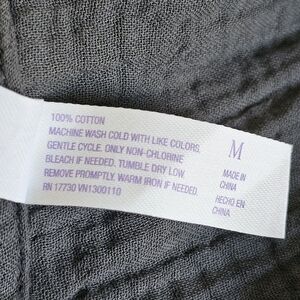 100% COTTON
MACHINE WASH COLD WITH LIKE COLORS.
GENTLE CYCLE. ONLY NON-CHLORINE
BLEACH IF NEEDED. TUMBLE DRY LOW.
REMOVE PROMPTLY. WARM IRON IF NEEDED.
RN 17730 VN1300110
M
MADE IN
CHINA
HECHO EN
CHINA